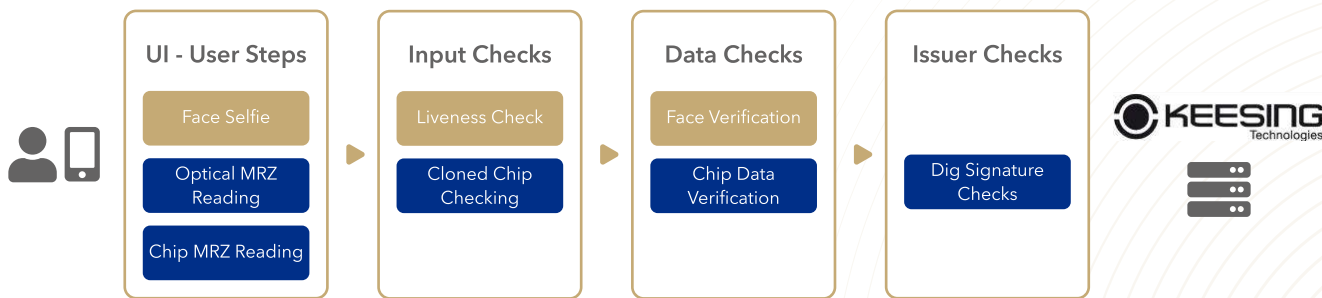 UI - User Steps
Face Selfie
Optical MRZ
Reading
Chip MRZ Reading
Input Checks
Liveness Check
Cloned Chip
Checking
Data Checks
Face Verification
Chip Data
Verification
Issuer Checks
Dig Signature
Checks
KEESING
Technologies